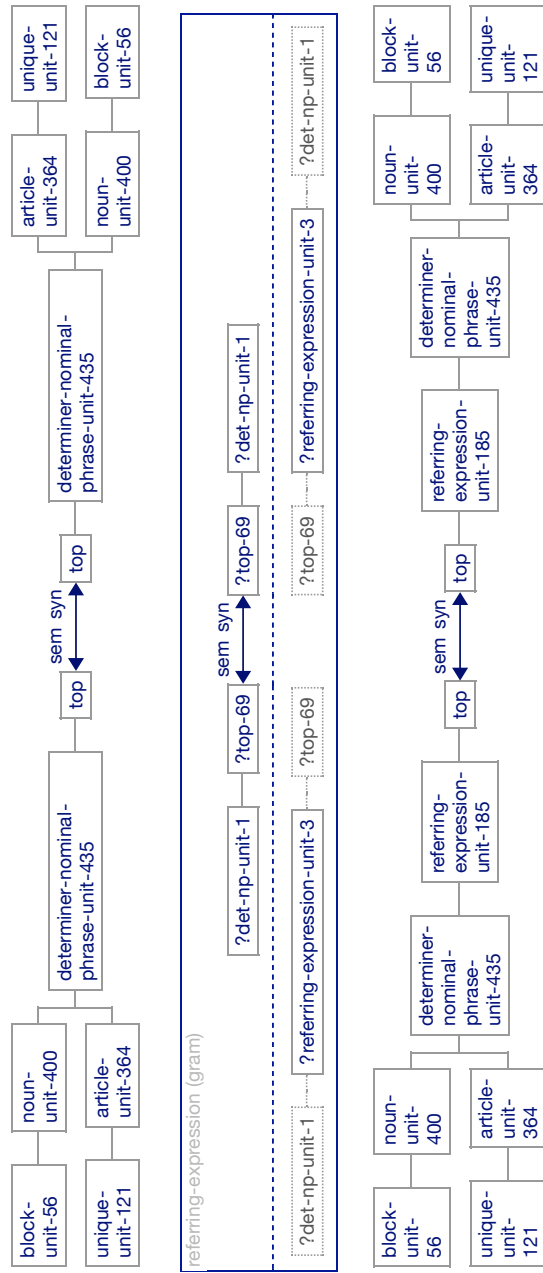 block-
unit-56
noun-
unit-400
unique-
unit-121
article-
unit-364
determiner-nominal-
phrase-unit-435
top
sem syn
top
determiner-nominal-
phrase-unit-435
article-
unit-364
unique-
unit-121
noun-
unit-400
block-
unit-56
referring-expression (gram)
?det-np-unit-1
?top-69
sem syn
?top-69
?det-np-unit-1
?det-np-unit-1
?referring-expression-unit-3
?top-69
?top-69
?referring-expression-unit-3
?det-np-unit-1
block-
unit-
56
noun-
unit-
400
unique-
unit-
121
article-
unit-
364
determiner-
nominal-
phrase-
unit-435
referring-
expression-
unit-185
top
sem syn
top
referring-
expression-
unit-185
determiner-
nominal-
phrase-
unit-435
noun-
unit-
400
block-
unit-
56
article-
unit-
364
unique-
unit-
121